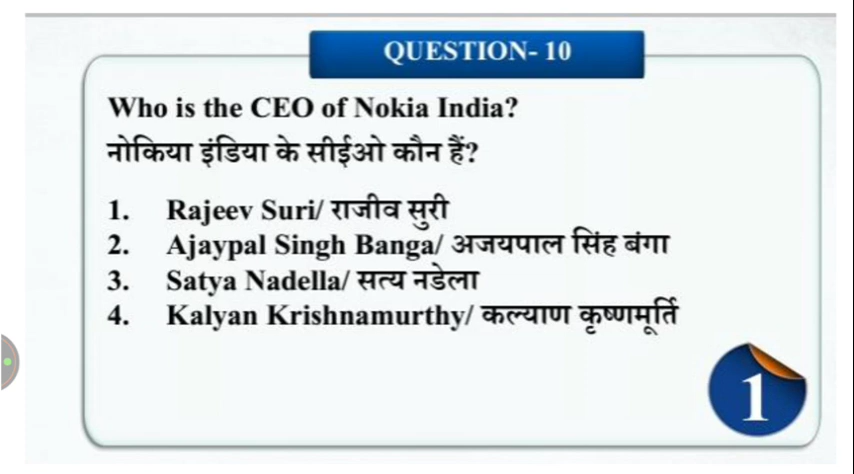 QUESTION- 10
Who is the CEO of Nokia India?
नोकिया इंडिया के सीईओ कौन हैं?
1. Rajeev Suri/ राजीव सुरी
2. Ajaypal Singh Banga/ अजयपाल सिंह बंगा
3. Satya Nadella/ सत्य नडेला
4. Kalyan Krishnamurthy/ कल्याण कृष्णमूर्ति
1